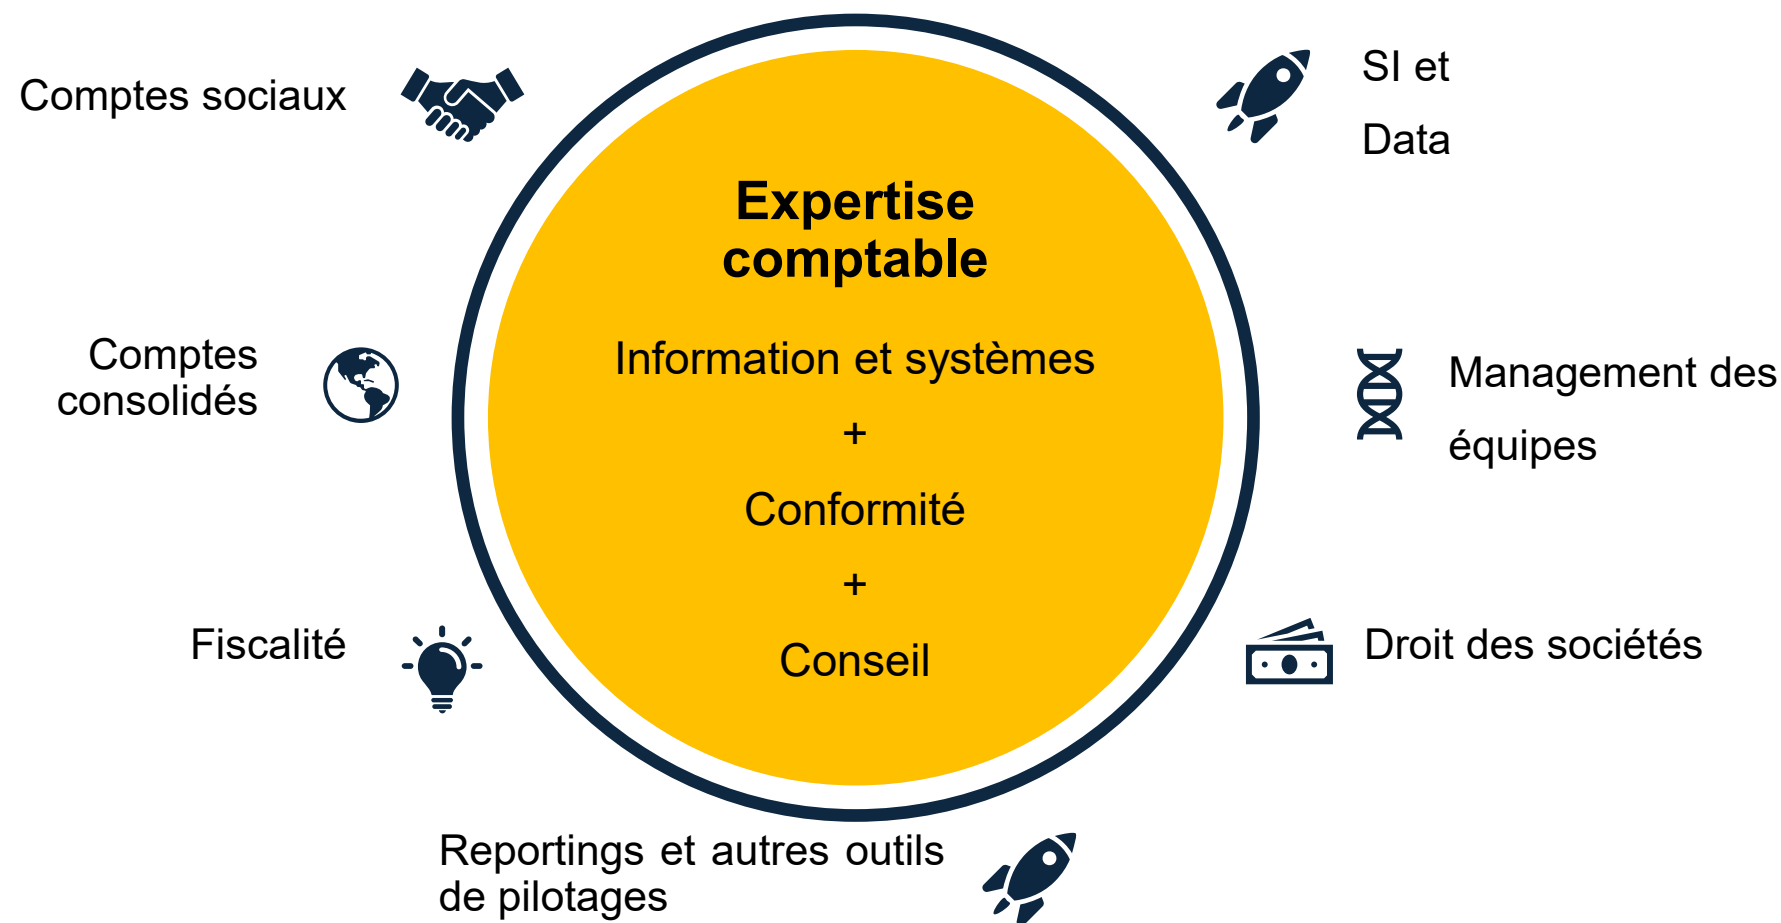 Comptes sociaux
SI et
Data
Expertise
comptable
Information et systèmes
+
Conformité
+
Conseil
Comptes
consolidés
Management des
équipes
Fiscalité
Droit des sociétés
Reportings et autres outils
de pilotages